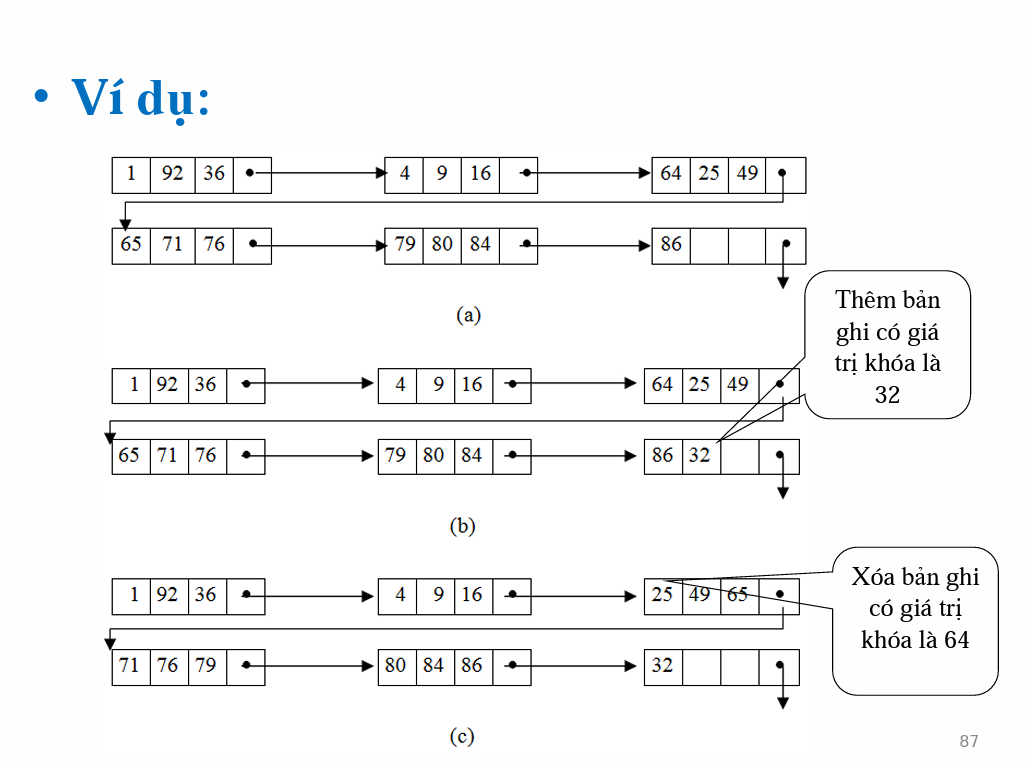 • Ví dụ:
1 92 36 4 9 16 64 25 49
65 71 76 79 80 84 86
(a)
Thêm bản
ghi có giá
trị khóa là
32
1 92 36 4 9 16 64 25 49
65 71 76 79 80 84 86 32
(b)
1 92 36 4 9 16 25 49 65
Xóa bản ghi
có giá trị
khóa là 64
71 76 79 80 84 86 32
(c)
87